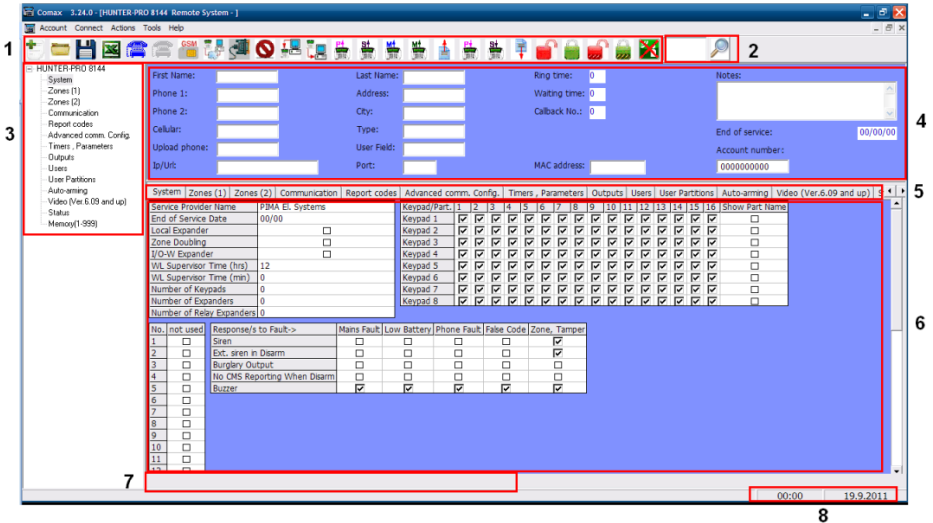 Comax 3.24.0 - [HUNTER-PRO 8144 Remote System - ]
Account Connect Actions Tools Help
1
GSM
2
3
HUNTER-PRO 8144
System
Zones (1)
Zones (2)
Communication
Report codes
Advanced comm. Config.
Timers , Parameters
Outputs
Users
User Partitions
Auto-arming
Video (Ver.6.09 and up)
Status
Memory(1-999)
First Name: Last Name: Ring time: 0 Notes:
Phone 1: Address: Waiting time: 0
Phone 2: City: Callback No.: 0
Cellular: Type: End of service: 00/00/00
Upload phone: User Field: Account number:
Ip/Url: Port: MAC address: 0000000000
4
System Zones (1) Zones (2) Communication Report codes Advanced comm. Config. Timers , Parameters Outputs Users User Partitions Auto-arming Video (Ver.6.09 and up) S
5
Service Provider Name PIMA El. Systems
End of Service Date 00/00
Local Expander
Zone Doubling
I/O-W Expander
WL Supervisor Time (hrs) 12
WL Supervisor Time (min) 0
Number of Keypads 0
Number of Expanders 0
Number of Relay Expanders 0
Keypad/Part. 1 2 3 4 5 6 7 8 9 10 11 12 13 14 15 16 Show Part Name
Keypad 1
Keypad 2
Keypad 3
Keypad 4
Keypad 5
Keypad 6
Keypad 7
Keypad 8
6
No. not used
1
2
3
4
5
6
7
8
9
10
11
12
Response/s to Fault-> Mains Fault Low Battery Phone Fault False Code Zone, Tamper
Siren
Ext. siren in Disarm
Burglary Output
No CMS Reporting When Disarm
Buzzer
7
00:00 19.9.2011
8